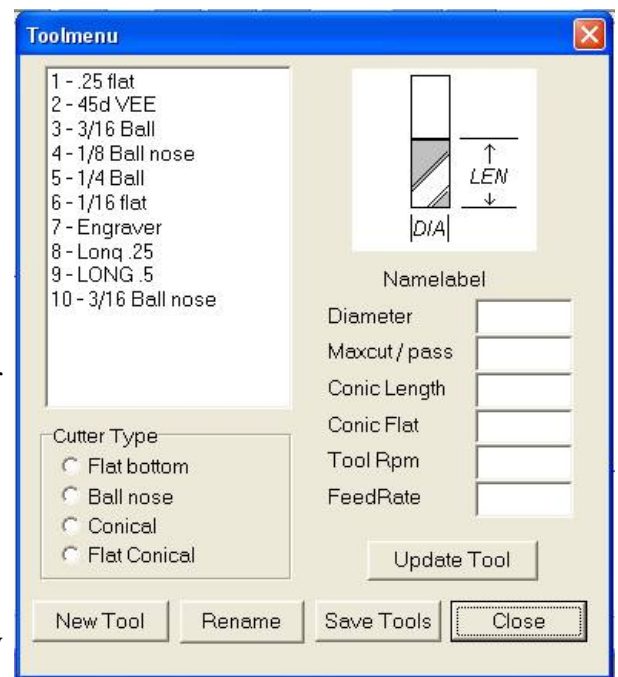 Toolmenu
1 - .25 flat
2 - 45d VEE
3 - 3/16 Ball
4 - 1/8 Ball nose
5 - 1/4 Ball
6 - 1/16 flat
7 - Engraver
8 - Long .25
9 - LONG .5
10 - 3/16 Ball nose
LEN
DIA
Namelabel
Diameter
Maxcut / pass
Conic Length
Conic Flat
Tool Rpm
FeedRate
Cutter Type
Flat bottom
Ball nose
Conical
Flat Conical
Update Tool
New Tool
Rename
Save Tools
Close